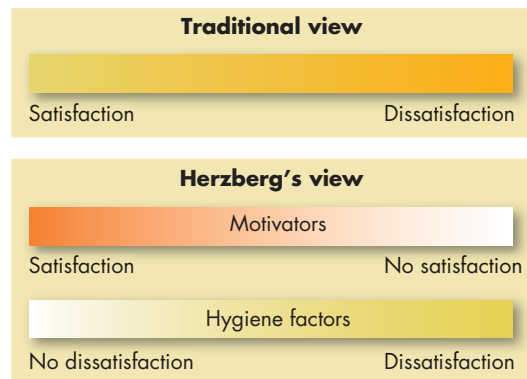 Traditional view
Satisfaction Dissatisfaction
Herzberg's view
Motivators
Satisfaction No satisfaction
Hygiene factors
No dissatisfaction Dissatisfaction